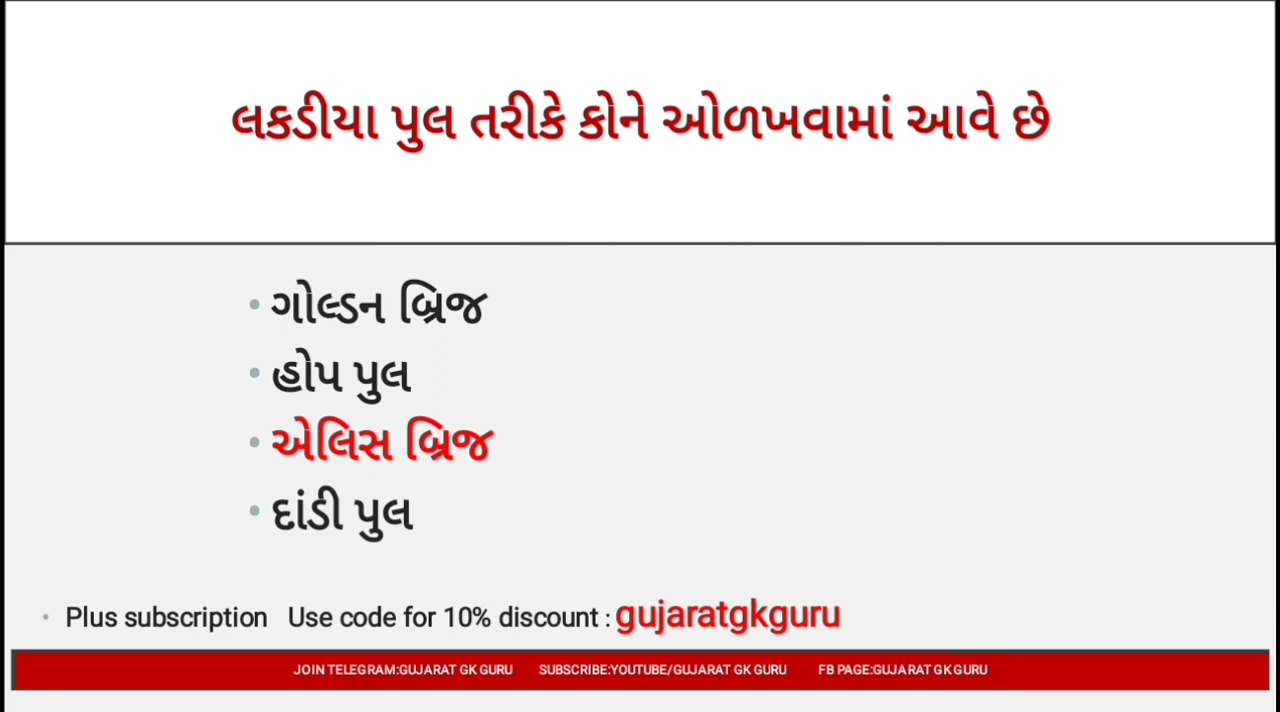 લકડીયા પુલ તરીકે કોને ઓળખવામાં આવે છે
• ગોલ્ડન બ્રિજ
• હોપ પુલ
• એલિસ બ્રિજ
• દાંડી પુલ
• Plus subscription Use code for 10% discount : gujaratgkguru
JOIN TELEGRAM:GUJARAT GK GURU SUBSCRIBE:YOUTUBE/GUJARAT GK GURU FB PAGE:GUJARAT GK GURU